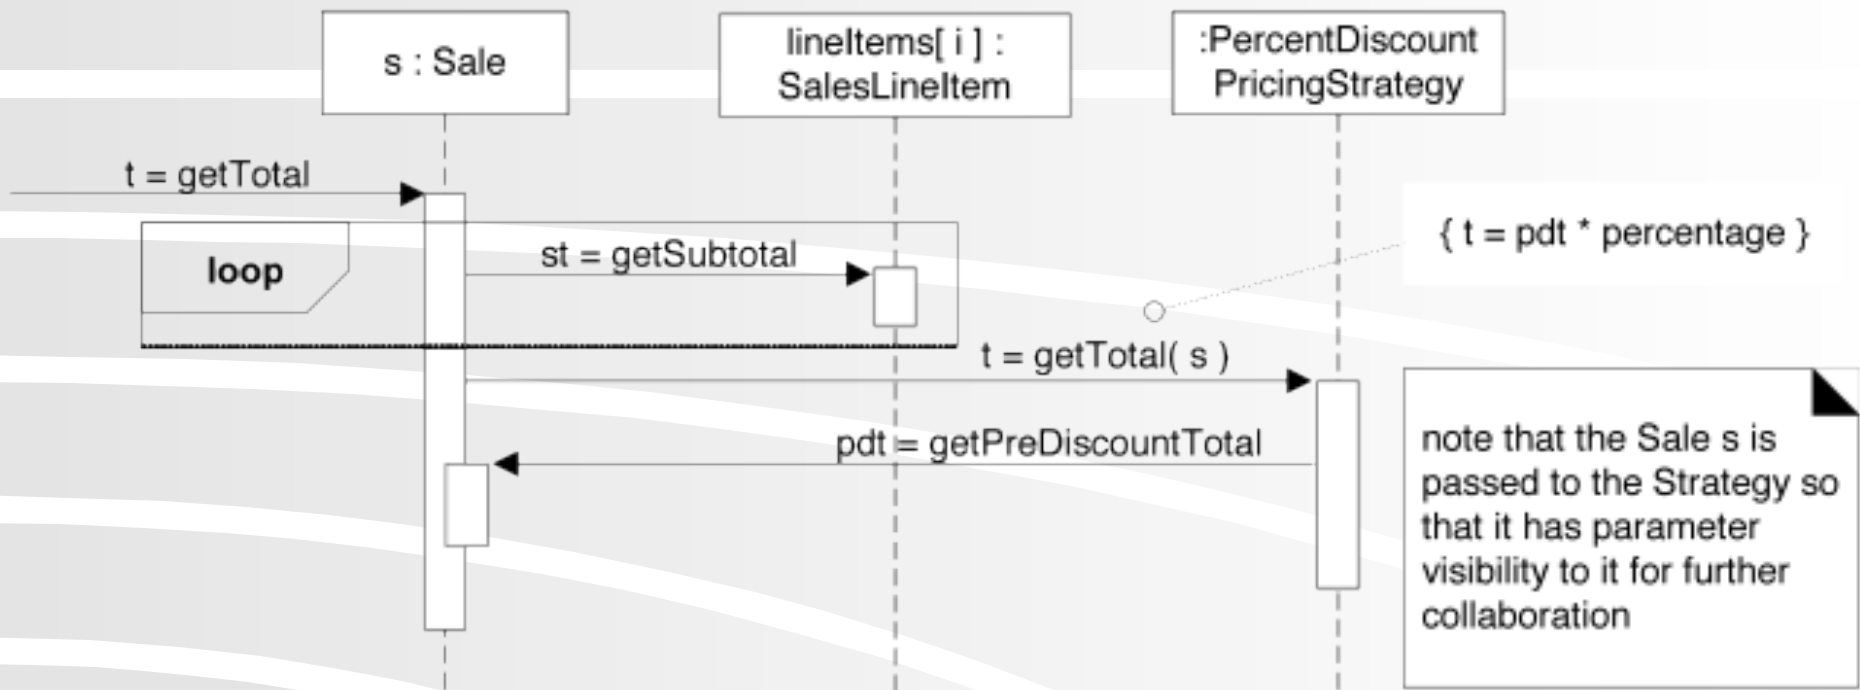 s : Sale
lineItems[ i ] :
SalesLineItem
:PercentDiscount
PricingStrategy
t = getTotal
loop
st = getSubtotal
{ t = pdt * percentage }
t = getTotal( s )
pdt = getPreDiscountTotal
note that the Sale s is
passed to the Strategy so
that it has parameter
visibility to it for further
collaboration